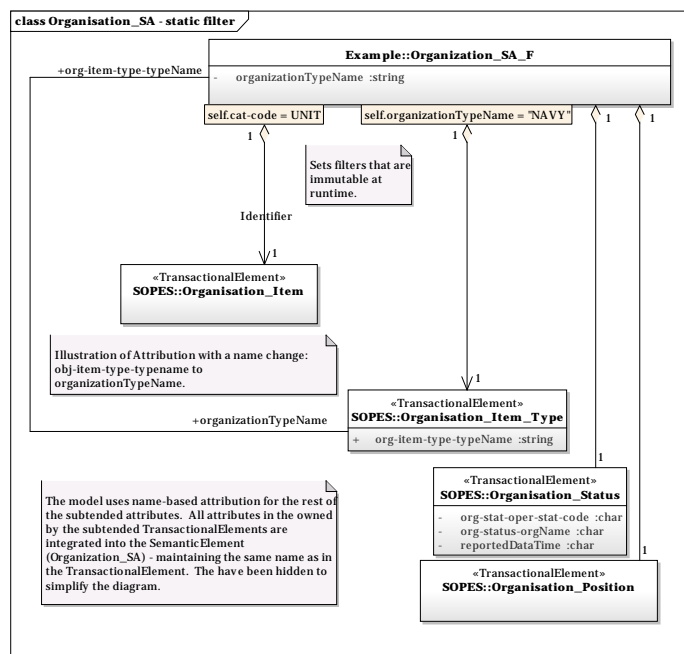 class Organisation_SA - static filter
Example::Organization_SA_F
+org-item-type-typeName
- organizationTypeName :string
self.cat-code = UNIT
self.organizationTypeName = "NAVY"
1
1
1
1
Sets filters that are
immutable at
runtime.
Identifier
1
«TransactionalElement»
SOPES::Organisation_Item
Illustration of Attribution with a name change:
obj-item-type-typename to
organizationTypeName.
1
«TransactionalElement»
SOPES::Organisation_Item_Type
+ org-item-type-typeName :string
+organizationTypeName
1
«TransactionalElement»
SOPES::Organisation_Status
- org-stat-oper-stat-code :char
- org-status-orgName :char
- reportedDataTime :char
The model uses name-based attribution for the rest of
the subtended attributes. All attributes in the owned
by the subtended TransactionalElements are
integrated into the SemanticElement
(Organization_SA) - maintaining the same name as in
the TransactionalElement. The have been hidden to
simplify the diagram.
1
«TransactionalElement»
SOPES::Organisation_Position